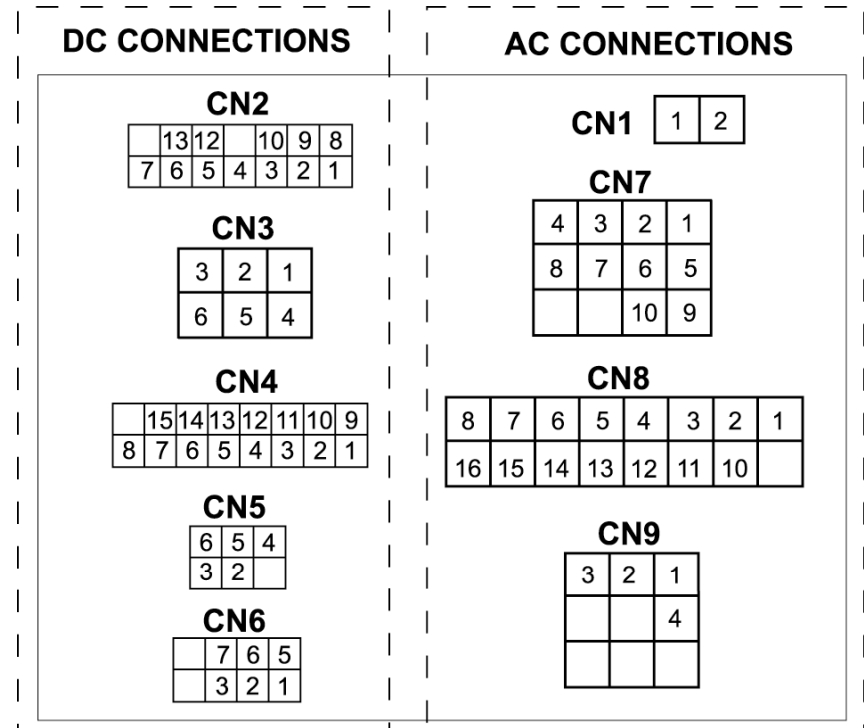 DC CONNECTIONS
CN2
13 12 10 9 8
7 6 5 4 3 2 1
CN3
3 2 1
6 5 4
CN4
15 14 13 12 11 10 9
8 7 6 5 4 3 2 1
CN5
6 5 4
3 2
CN6
7 6 5
3 2 1
AC CONNECTIONS
CN1 1 2
CN7
4 3 2 1
8 7 6 5
10 9
CN8
8 7 6 5 4 3 2 1
16 15 14 13 12 11 10
CN9
3 2 1
4